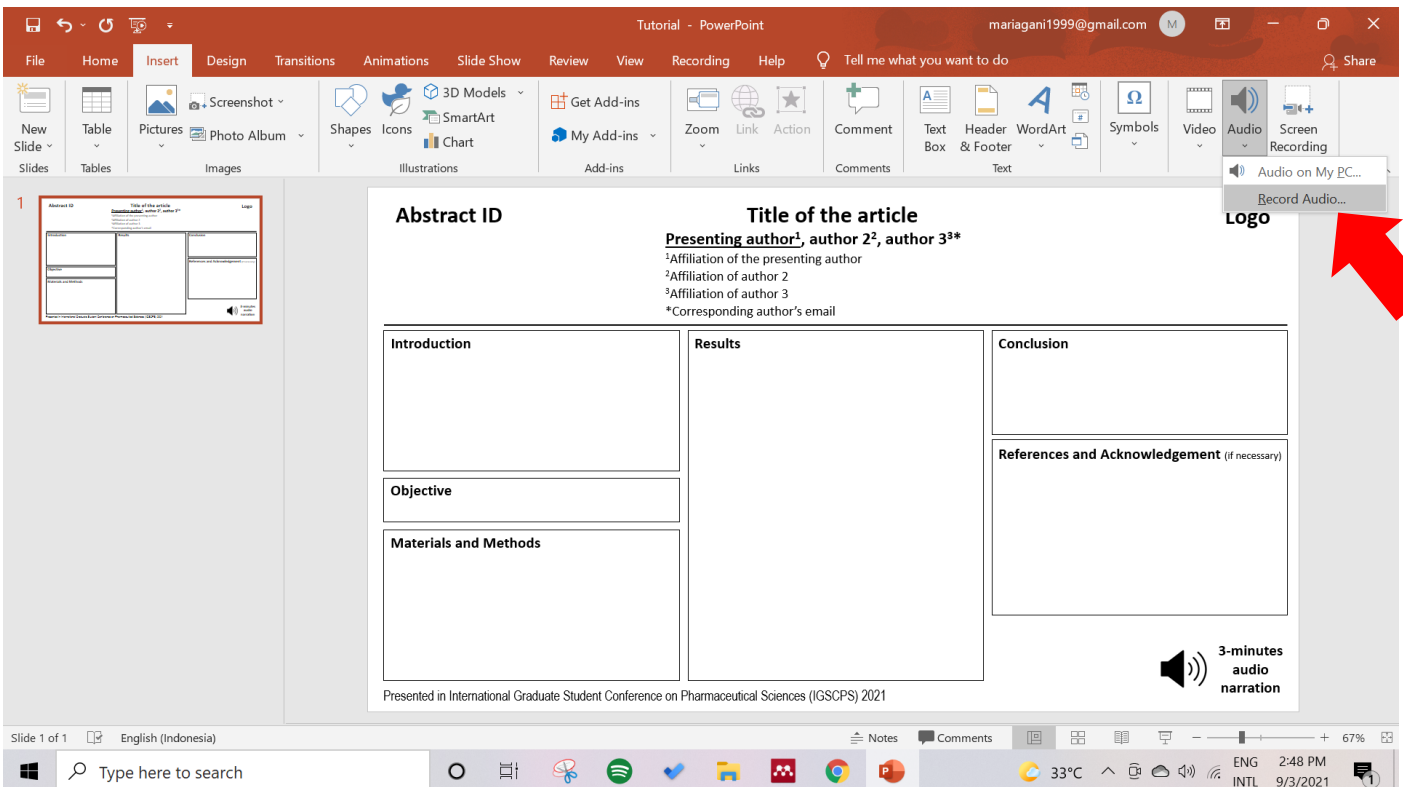 Tutorial - PowerPoint
mariagani1999@gmail.com
M
File Home Insert Design Transitions Animations Slide Show Review View Recording Help Tell me what you want to do Share
New Slide
Table
Pictures
Screenshot
Photo Album
Shapes
Icons
3D Models
SmartArt
Chart
Get Add-ins
My Add-ins
Zoom
Link
Action
Comment
Text Box
Header & Footer
WordArt
Symbols
Video
Audio
Screen Recording
Slides Tables Images Illustrations Add-ins Links Comments Text
Audio on My PC...
Record Audio...
1
Abstract ID
Title of the article
Logo
Presenting author1, author 22, author 33*
1Affiliation of the presenting author
2Affiliation of author 2
3Affiliation of author 3
*Corresponding author's email
Introduction
Objective
Materials and Methods
Results
Conclusion
References and Acknowledgement (if necessary)
3-minutes
audio
narration
Presented in International Graduate Student Conference on Pharmaceutical Sciences (IGSCPS) 2021
Slide 1 of 1 English (Indonesia) Notes Comments 67%
Type here to search
33°C
ENG
INTL
2:48 PM
9/3/2021
1